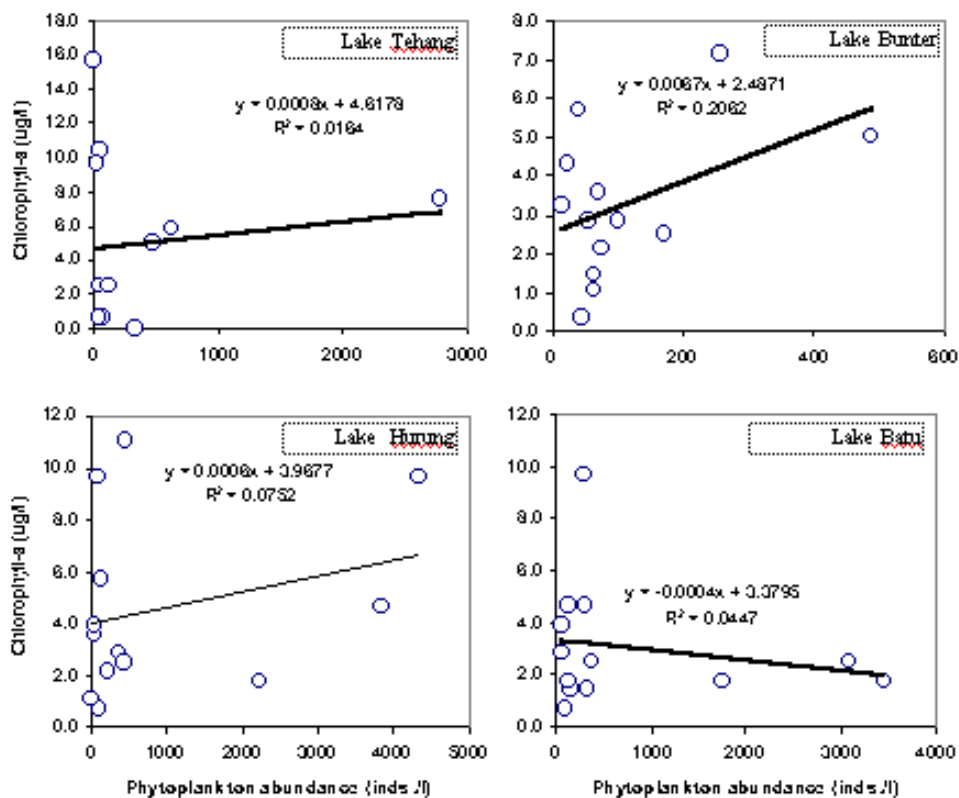 Lake Tehang
Chlorophyll-a (ug/l)
18.0
16.0
14.0
12.0
10.0
8.0
6.0
4.0
2.0
0.0
y = 0.0008x + 4.6178
R² = 0.0164
0 1000 2000 3000
Lake Bunter
8.0
7.0
6.0
5.0
4.0
3.0
2.0
1.0
0.0
y = 0.0067x + 2.4871
R² = 0.2062
0 200 400 600
Lake Hurung
Chlorophyll-a (ug/l)
12.0
10.0
8.0
6.0
4.0
2.0
0.0
y = 0.0006x + 3.9677
R² = 0.0752
0 1000 2000 3000 4000 5000
Phytoplankton abundance (inds./l)
Lake Batu
12.0
10.0
8.0
6.0
4.0
2.0
0.0
y = -0.0004x + 3.3795
R² = 0.0447
0 1000 2000 3000 4000
Phytoplankton abundance (inds./l)